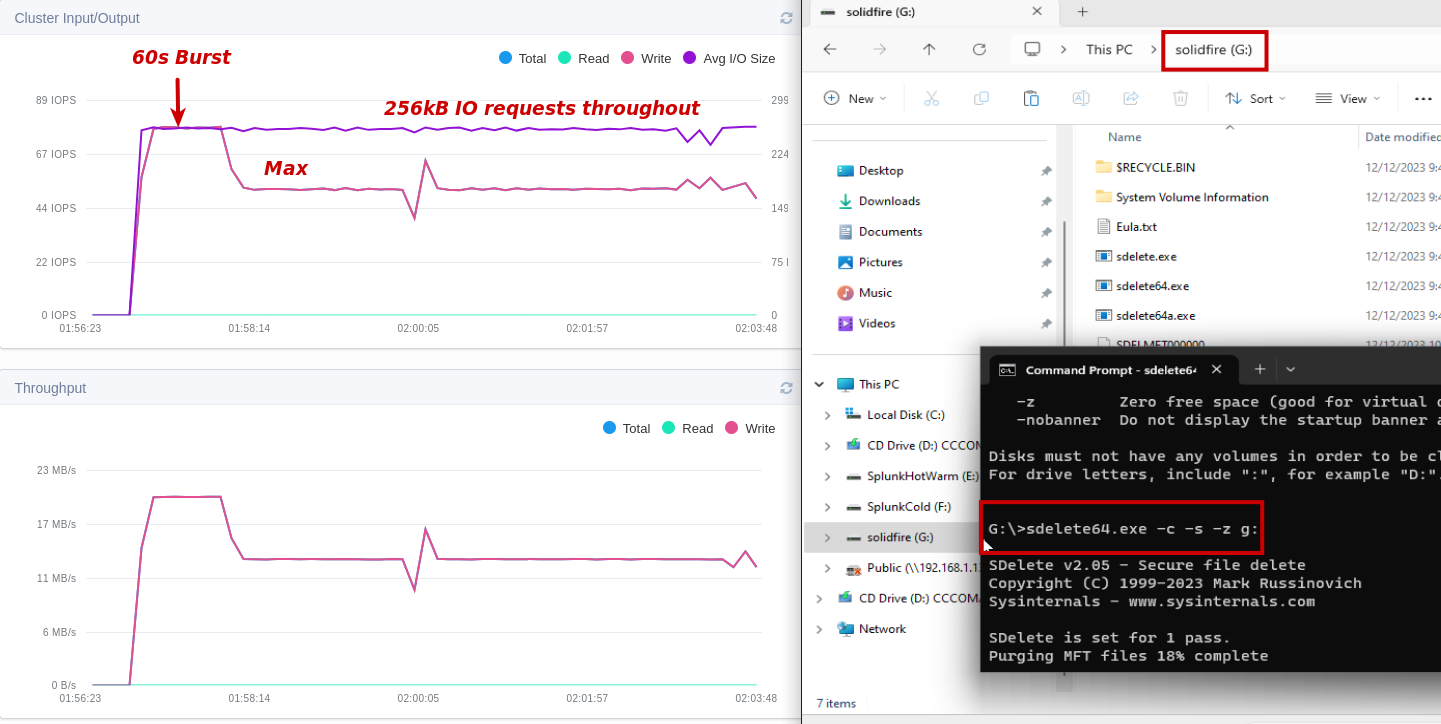 Cluster Input/Output
60s Burst
Total Read Write Avg I/O Size
256kB IO requests throughout
Max
89 IOPS
67 IOPS
44 IOPS
22 IOPS
0 IOPS
299
224
149
75
0
01:56:23 01:58:14 02:00:05 02:01:57 02:03:48
Throughput
Total Read Write
23 MB/s
17 MB/s
11 MB/s
6 MB/s
0 B/s
01:56:23 01:58:14 02:00:05 02:01:57 02:03:48
solidfire (G:)
This PC > solidfire (G:)
New Sort View
Desktop
Downloads
Documents
Pictures
Music
Videos
This PC
Local Disk (C:)
CD Drive (D:) CCCOM
SplunkHotWarm (E:)
SplunkCold (F:)
solidfire (G:)
Public (\\192.168.1.1
CD Drive (D:) CCCOM
Network
7 items
Name Date modified
$RECYCLE.BIN 12/12/2023 9:4
System Volume Information 12/12/2023 9:4
Eula.txt 12/12/2023 9:4
sdelete.exe 12/12/2023 9:4
sdelete64.exe 12/12/2023 9:4
sdelete64a.exe 12/12/2023 9:4
SDELMFT000000 12/12/2023 10
Command Prompt - sdelete64
-z Zero free space (good for virtual
-nobanner Do not display the startup banner
Disks must not have any volumes in order to be cl
For drive letters, include ":", for example "D:".
G:\>sdelete64.exe -c -s -z g:
SDelete v2.05 - Secure file delete
Copyright (C) 1999-2023 Mark Russinovich
Sysinternals - www.sysinternals.com
SDelete is set for 1 pass.
Purging MFT files 18% complete